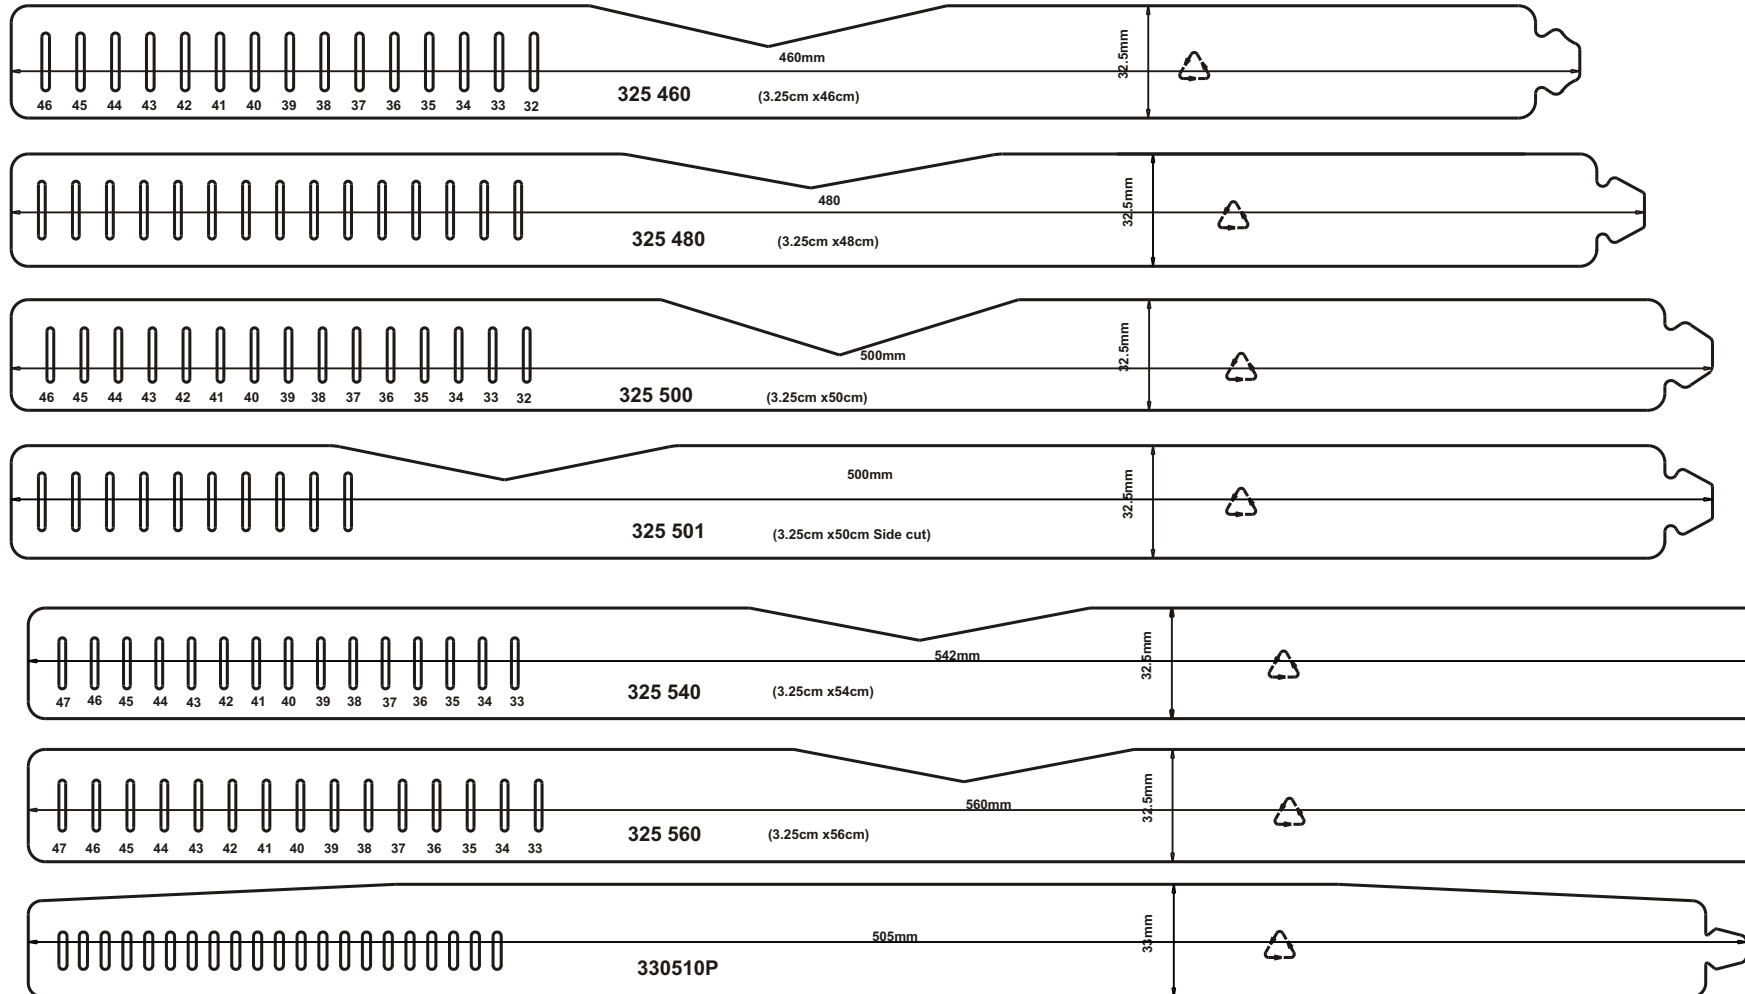 460mm
32.5mm
46 45 44 43 42 41 40 39 38 37 36 35 34 33 32
325 460 (3.25cm x46cm)
480
32.5mm
325 480 (3.25cm x48cm)
500mm
32.5mm
46 45 44 43 42 41 40 39 38 37 36 35 34 33 32
325 500 (3.25cm x50cm)
500mm
32.5mm
325 501 (3.25cm x50cm Side cut)
542mm
32.5mm
47 46 45 44 43 42 41 40 39 38 37 36 35 34 33
325 540 (3.25cm x54cm)
560mm
32.5mm
47 46 45 44 43 42 41 40 39 38 37 36 35 34 33
325 560 (3.25cm x56cm)
505mm
33mm
330510P